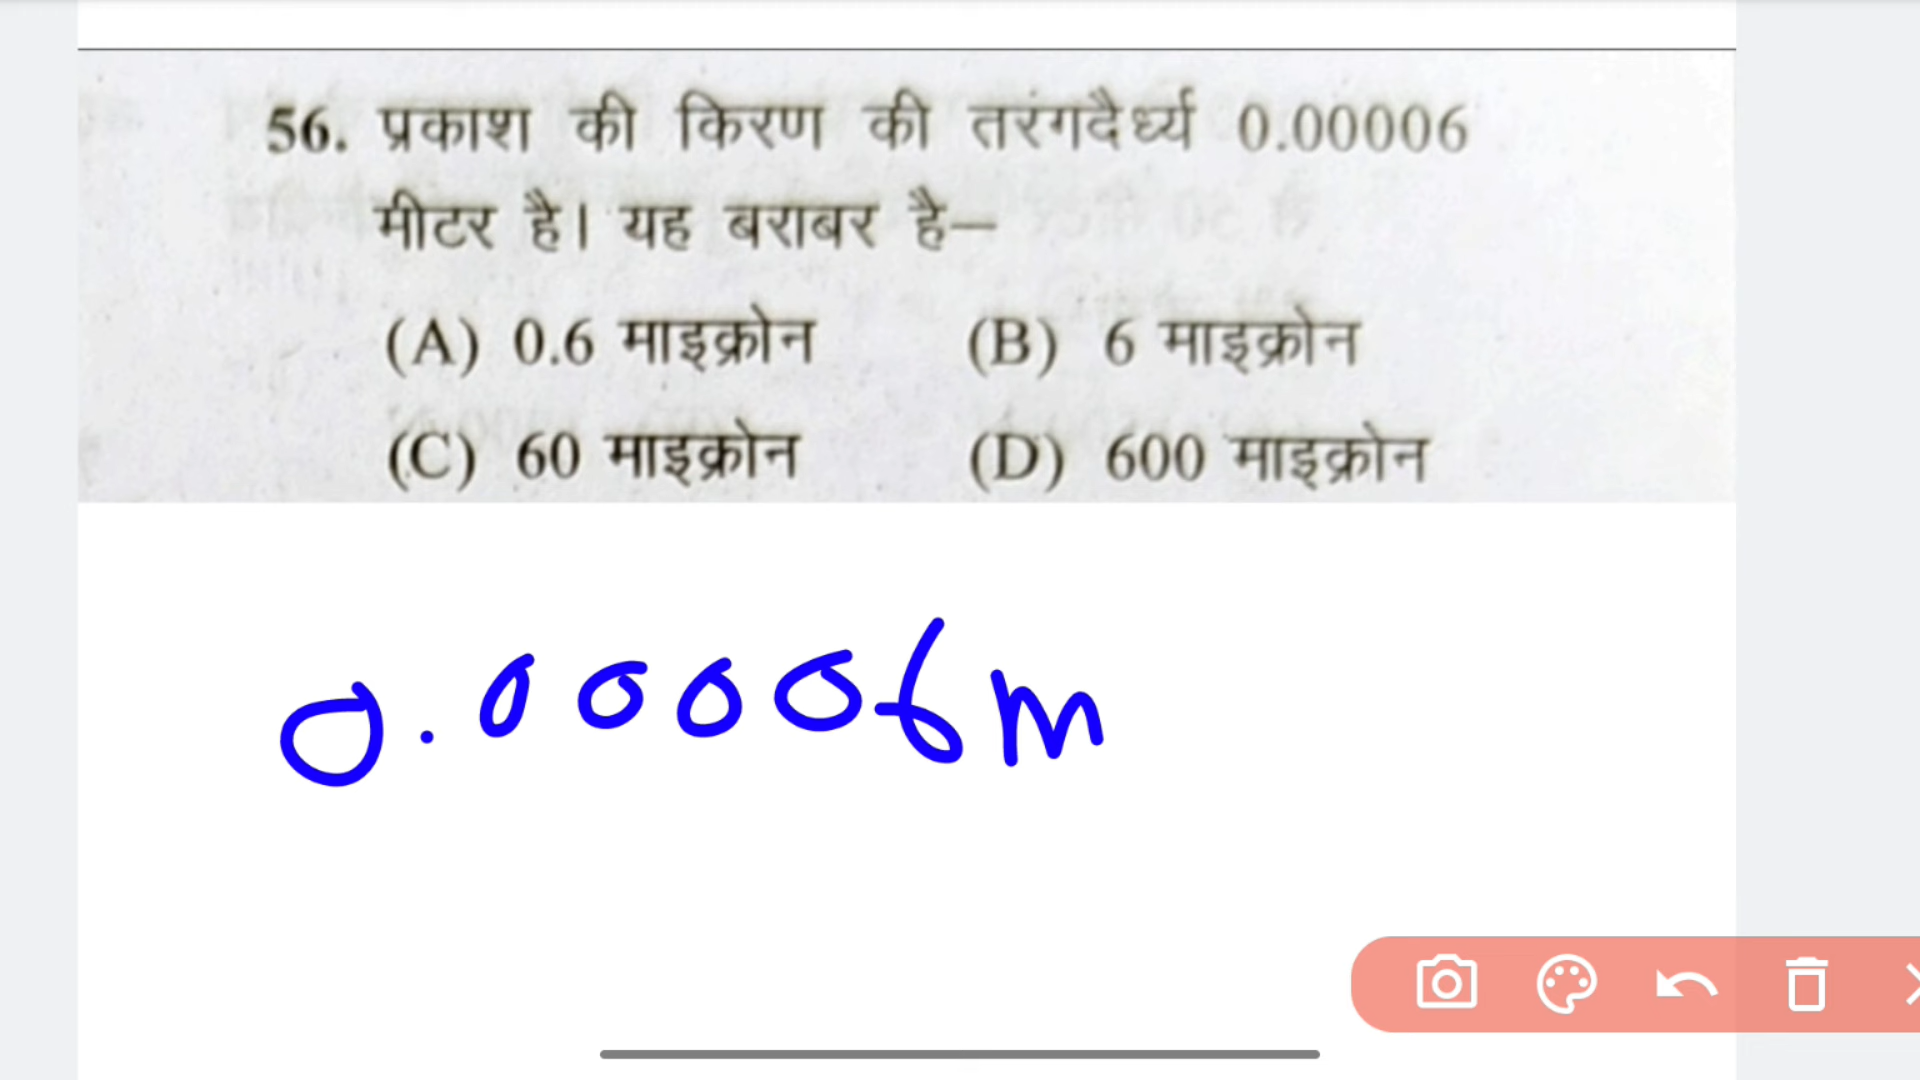 56. प्रकाश की किरण की तरंगदैर्ध्य 0.00006
मीटर है। यह बराबर है–
(A) 0.6 माइक्रोन (B) 6 माइक्रोन
(C) 60 माइक्रोन (D) 600 माइक्रोन
0.00006 m